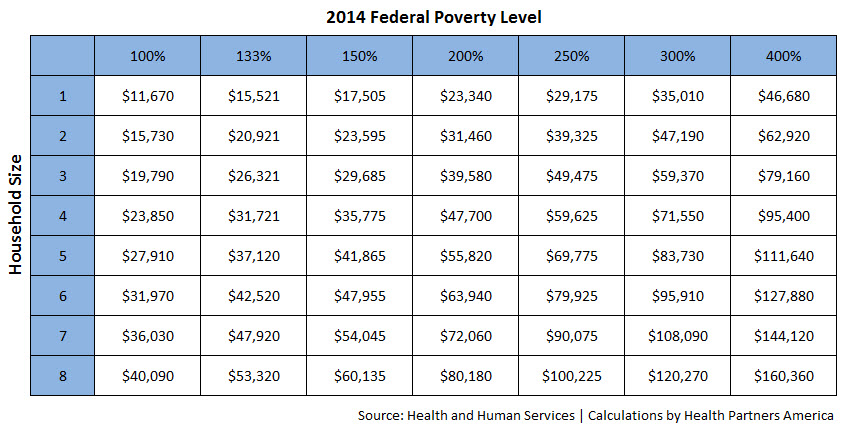 2014 Federal Poverty Level
100% 133% 150% 200% 250% 300% 400%
Household Size
1 $11,670 $15,521 $17,505 $23,340 $29,175 $35,010 $46,680
2 $15,730 $20,921 $23,595 $31,460 $39,325 $47,190 $62,920
3 $19,790 $26,321 $29,685 $39,580 $49,475 $59,370 $79,160
4 $23,850 $31,721 $35,775 $47,700 $59,625 $71,550 $95,400
5 $27,910 $37,120 $41,865 $55,820 $69,775 $83,730 $111,640
6 $31,970 $42,520 $47,955 $63,940 $79,925 $95,910 $127,880
7 $36,030 $47,920 $54,045 $72,060 $90,075 $108,090 $144,120
8 $40,090 $53,320 $60,135 $80,180 $100,225 $120,270 $160,360
Source: Health and Human Services | Calculations by Health Partners America